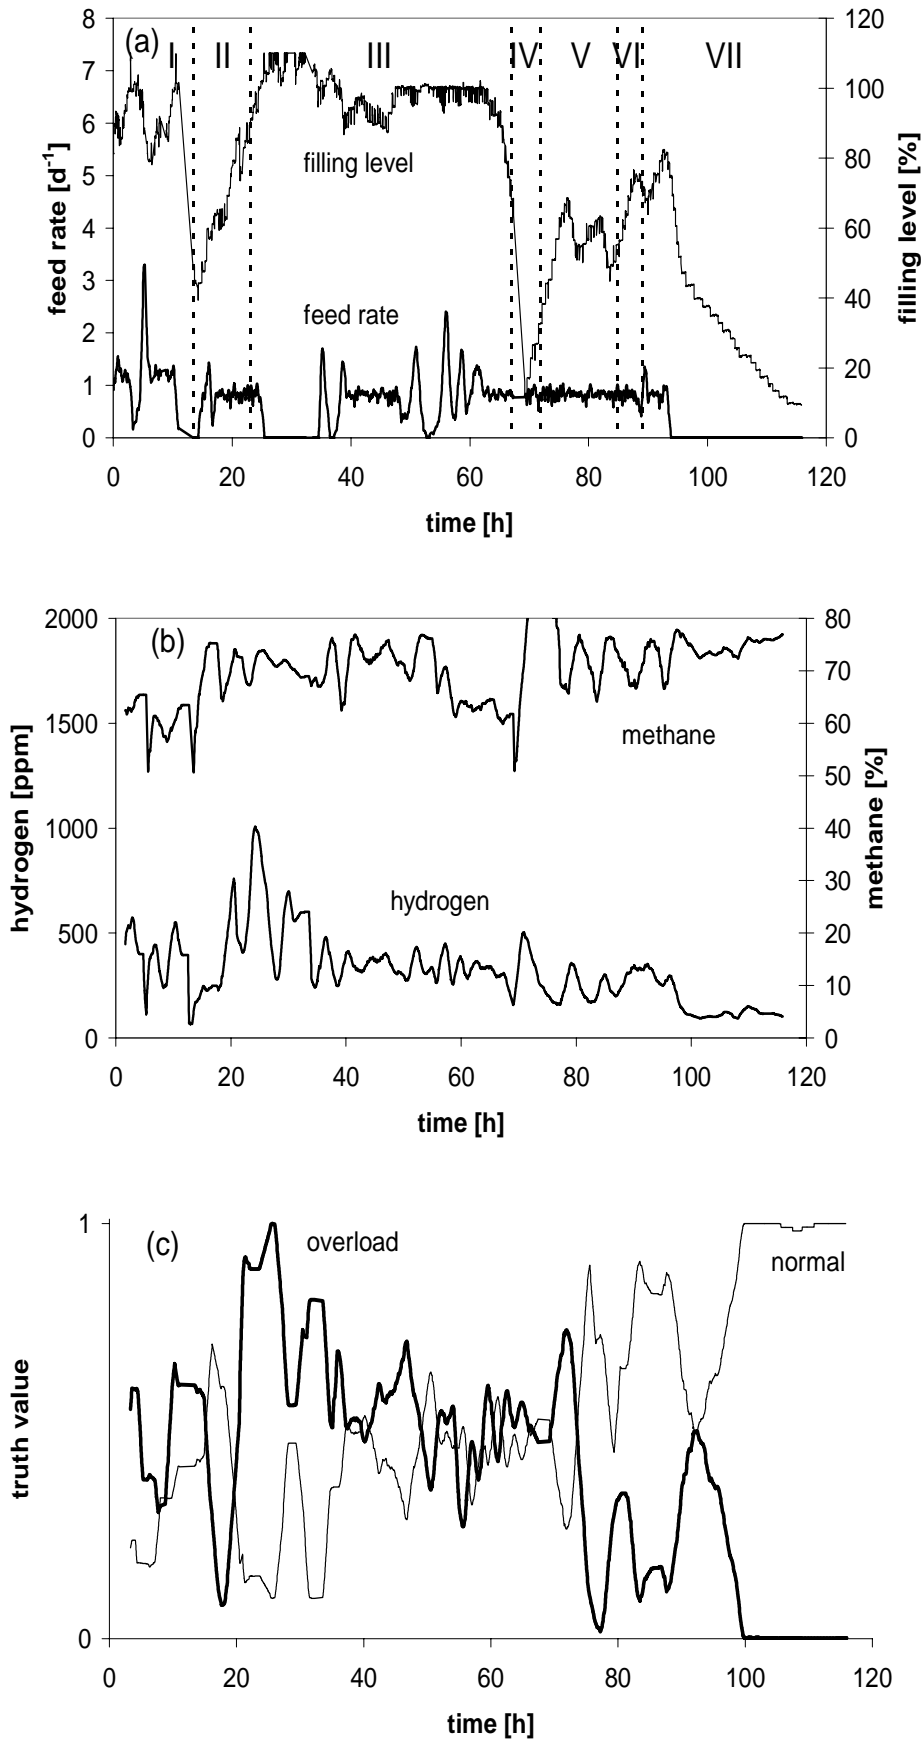 (a)
I II III IV V VI VII
8 120
7 100
6
5 80
4 60
3 40
2
1 20
0 0
feed rate [d⁻¹]
filling level [%]
filling level
feed rate
0 20 40 60 80 100 120
time [h]
2000 80
(b)
70
1500 60
methane
50
1000 40
30
hydrogen
500 20
10
0 0
hydrogen [ppm]
methane [%]
0 20 40 60 80 100 120
time [h]
1
(c)
overload
normal
truth value
0
0 20 40 60 80 100 120
time [h]